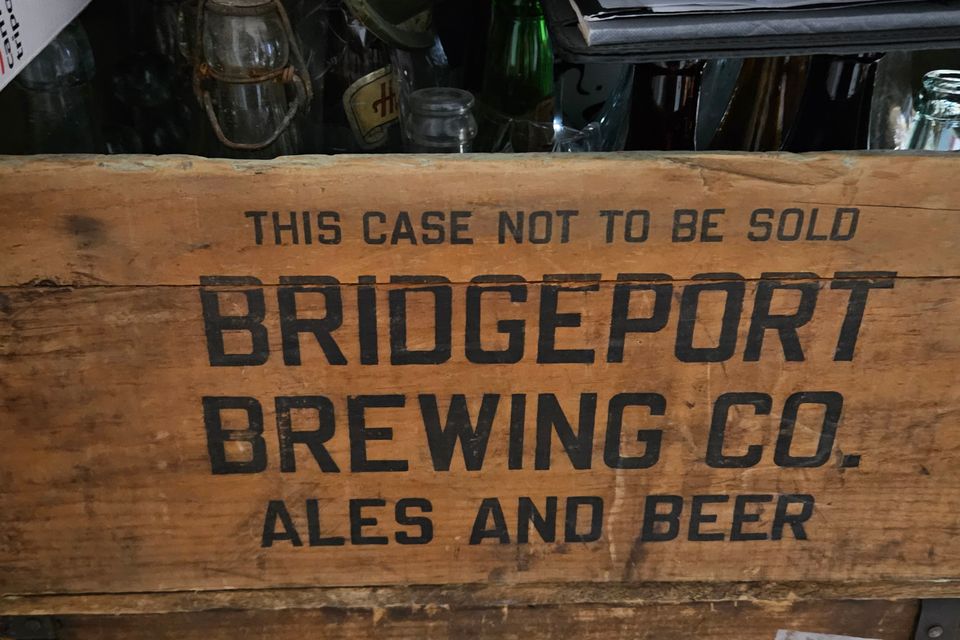 THIS CASE NOT TO BE SOLD
BRIDGEPORT
BREWING CO.
ALES AND BEER